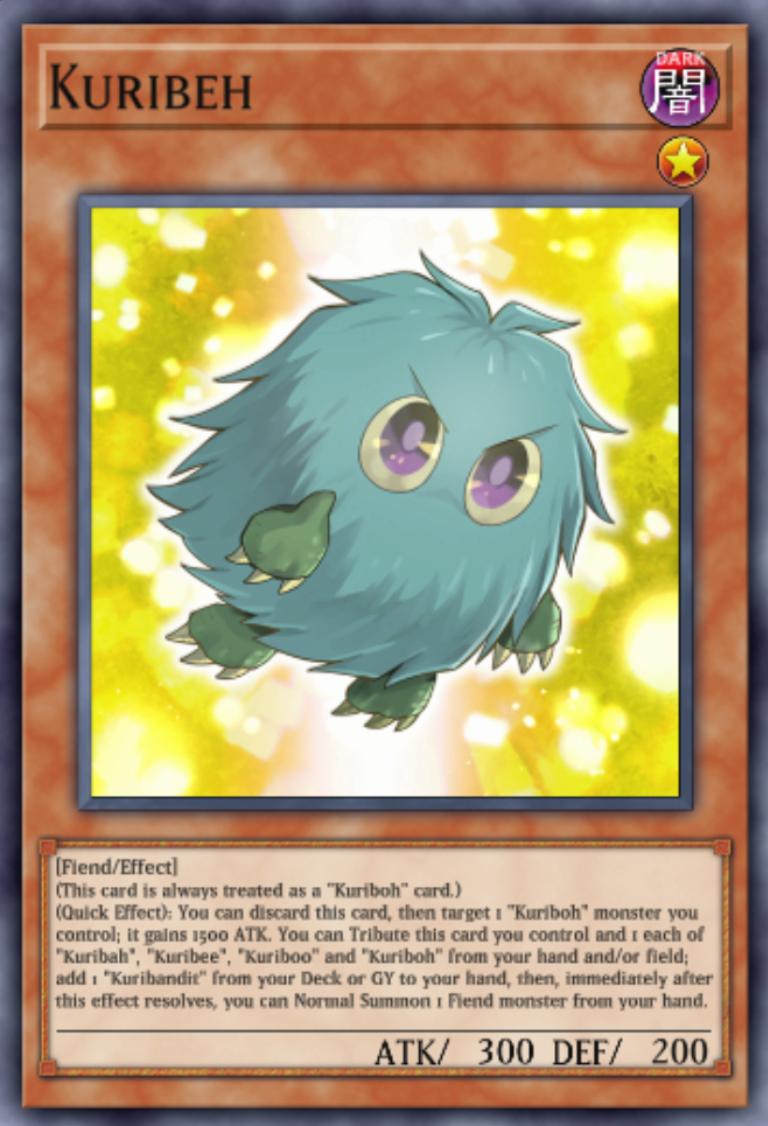 KURIBEH
DARK
闇
[Fiend/Effect]
(This card is always treated as a "Kuriboh" card.)
(Quick Effect): You can discard this card, then target 1 "Kuriboh" monster you
control; it gains 1500 ATK. You can Tribute this card you control and 1 each of
"Kuribah", "Kuribee", "Kuriboo" and "Kuriboh" from your hand and/or field;
add 1 "Kuribandit" from your Deck or GY to your hand, then, immediately after
this effect resolves, you can Normal Summon 1 Fiend monster from your hand.
ATK/ 300 DEF/ 200